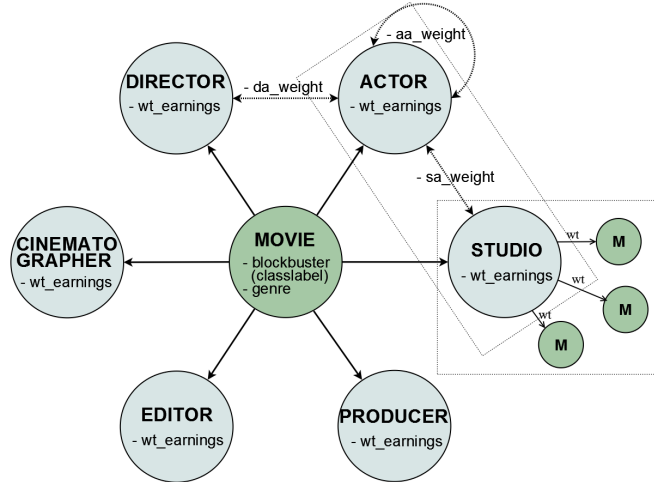 - aa_weight
DIRECTOR
- wt_earnings
- da_weight
ACTOR
- wt_earnings
- sa_weight
CINEMATO
GRAPHER
- wt_earnings
MOVIE
- blockbuster
(classlabel)
- genre
STUDIO
- wt_earnings
wt
M
wt
M
wt
M
EDITOR
- wt_earnings
PRODUCER
- wt_earnings